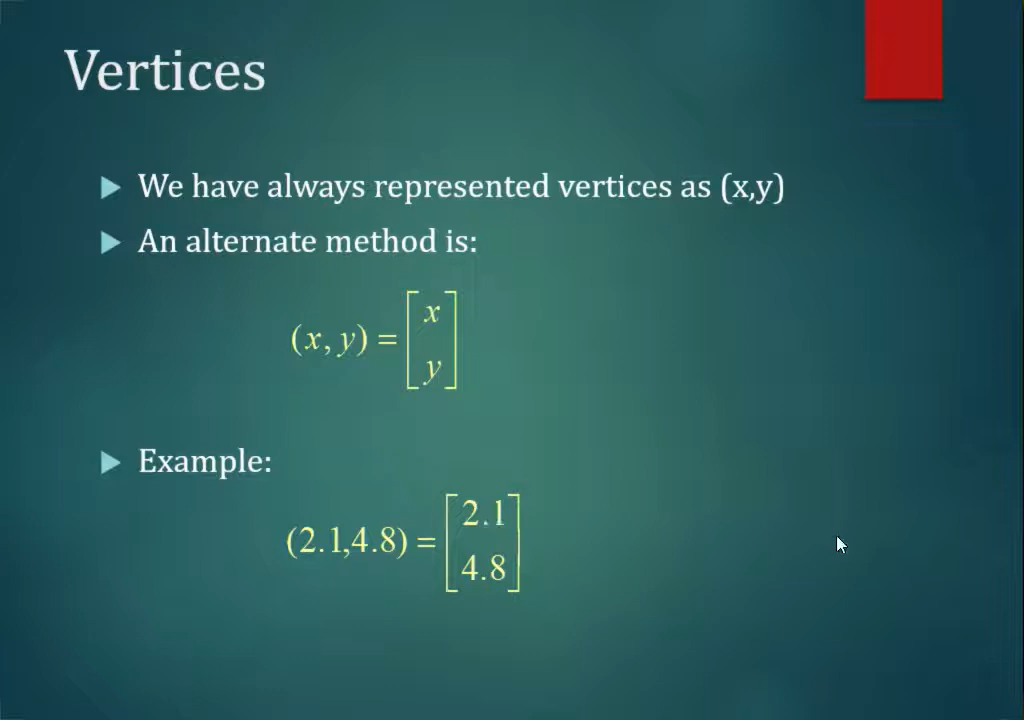 Vertices
We have always represented vertices as (x,y)
An alternate method is:
(x, y) = [x
y]
Example:
(2.1,4.8) = [2.1
4.8]